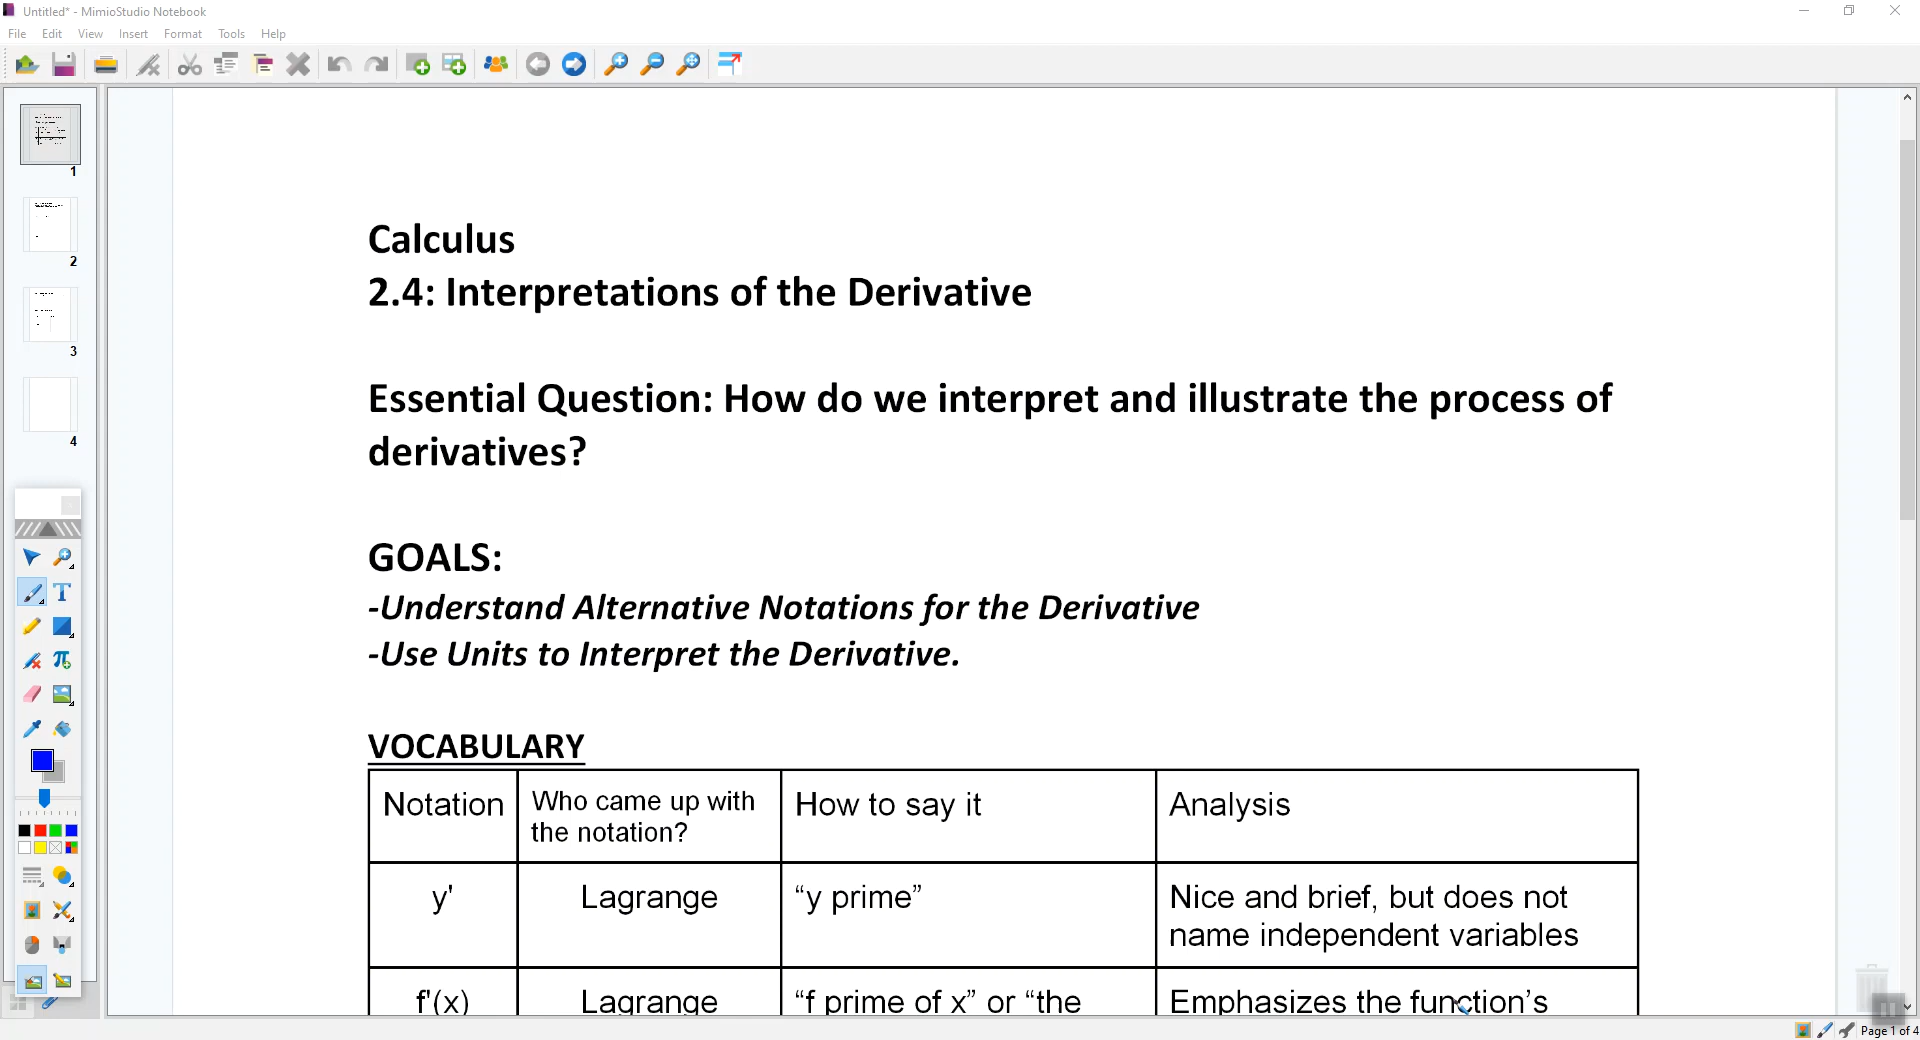 Untitled* - MimioStudio Notebook
File Edit View Insert Format Tools Help
1
2
3
4
Calculus
2.4: Interpretations of the Derivative
Essential Question: How do we interpret and illustrate the process of
derivatives?
GOALS:
-Understand Alternative Notations for the Derivative
-Use Units to Interpret the Derivative.
VOCABULARY
Notation
Who came up with
the notation?
How to say it
Analysis
y'
Lagrange
“y prime”
Nice and brief, but does not
name independent variables
f'(x)
Lagrange
“f prime of x” or “the
Emphasizes the function’s
Page 1 of 4